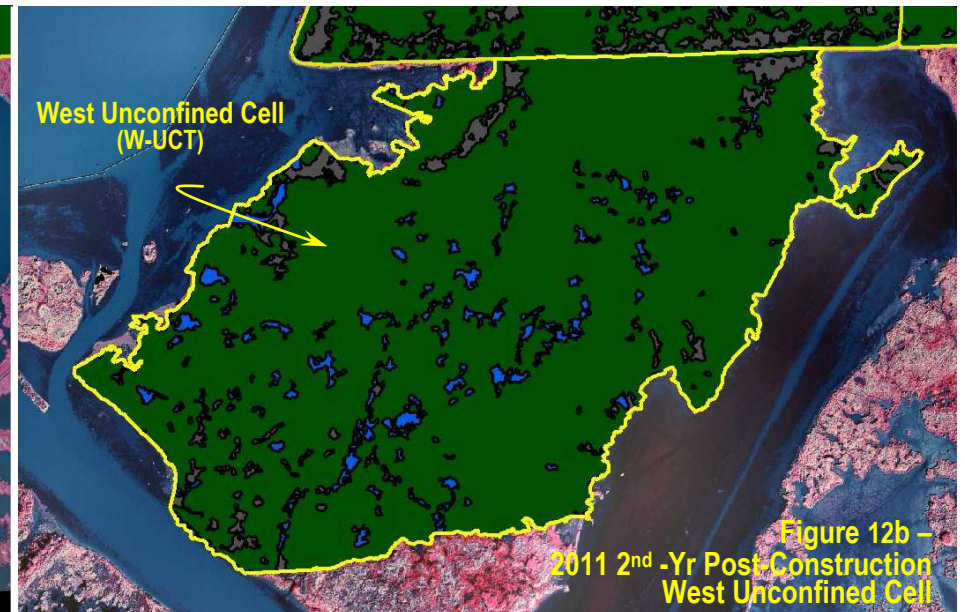 West Unconfined Cell
(W-UCT)
Figure 12b –
2011 2nd -Yr Post-Construction
West Unconfined Cell